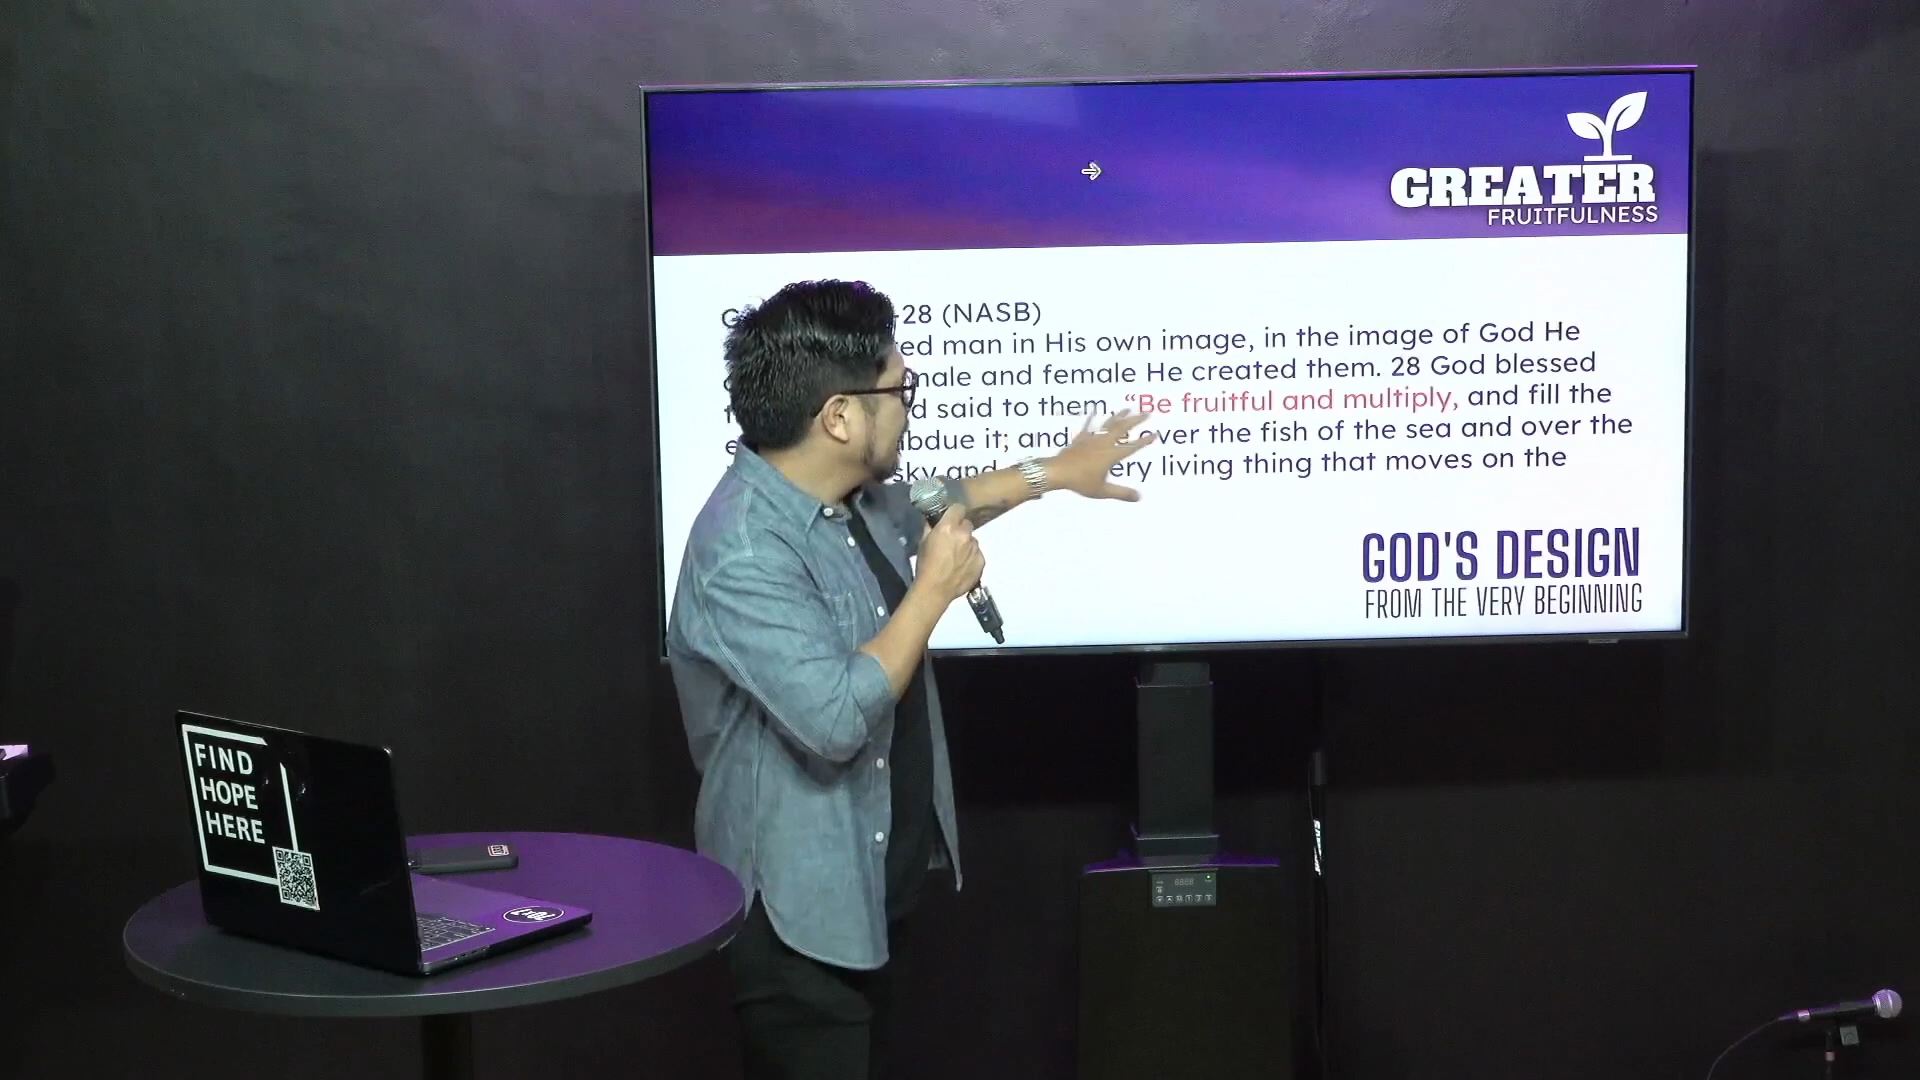 GREATER
FRUITFULNESS
-28 (NASB)
man in His own image, in the image of God He
male and female He created them. 28 God blessed
said to them, “Be fruitful and multiply, and fill the
it; and over the fish of the sea and over the
sky and living thing that moves on the
GOD'S DESIGN
FROM THE VERY BEGINNING
FIND
HOPE
HERE